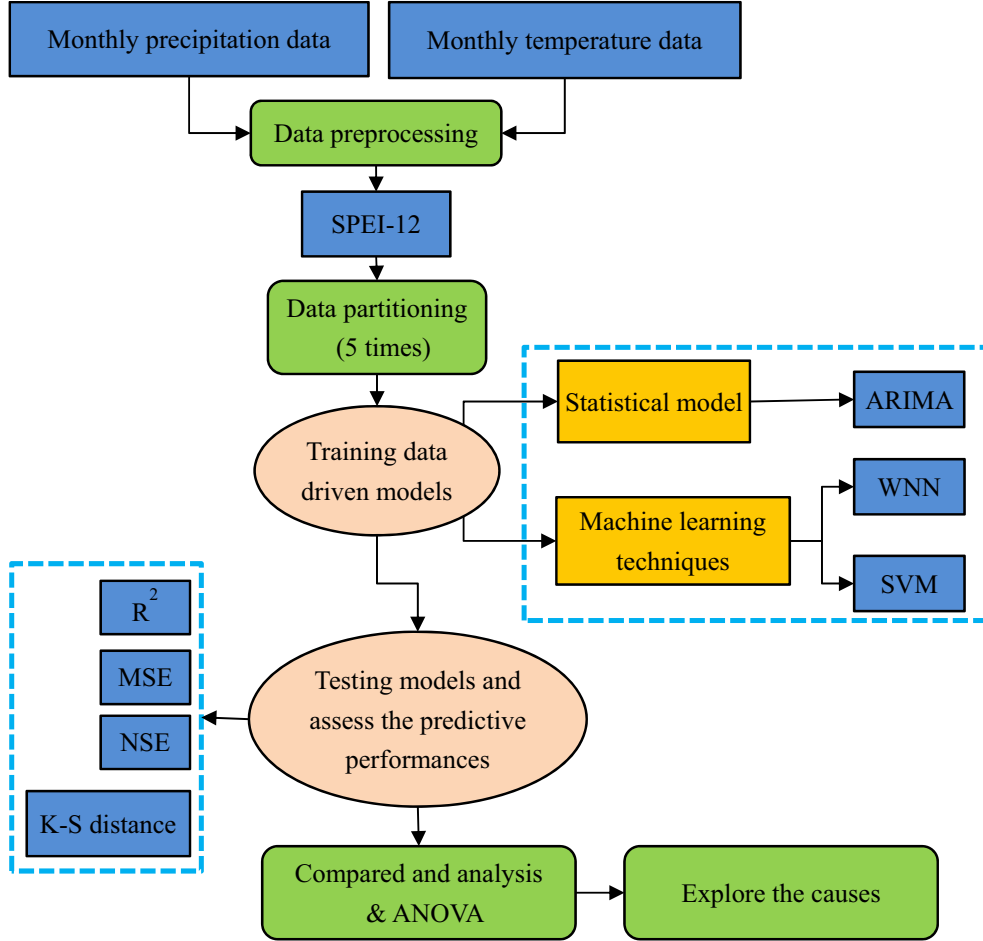 Monthly precipitation data
Monthly temperature data
Data preprocessing
SPEI-12
Data partitioning
(5 times)
Training data
driven models
Statistical model
ARIMA
Machine learning
techniques
WNN
SVM
Testing models and
assess the predictive
performances
R²
MSE
NSE
K-S distance
Compared and analysis
& ANOVA
Explore the causes